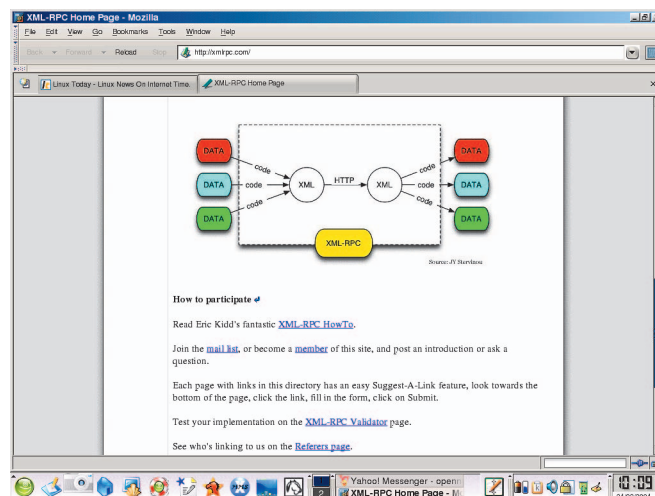 XML-RPC Home Page - Mozilla
File Edit View Go Bookmarks Tools Window Help
Back Forward Reload Stop http://xmlrpc.com/
Linux Today - Linux News On Internet Time. XML-RPC Home Page
DATA DATA
code code
DATA code XML HTTP XML code DATA
code code
DATA DATA
XML-RPC
Source: JY Stervinou
How to participate
Read Eric Kidd's fantastic XML-RPC HowTo.
Join the mail list, or become a member of this site, and post an introduction or ask a
question.
Each page with links in this directory has an easy Suggest-A-Link feature, look towards the
bottom of the page, click the link, fill in the form, click on Submit.
Test your implementation on the XML-RPC Validator page.
See who's linking to us on the Referers page.
Yahoo! Messenger - openn
2 XML-RPC Home Page - Mo
10:09